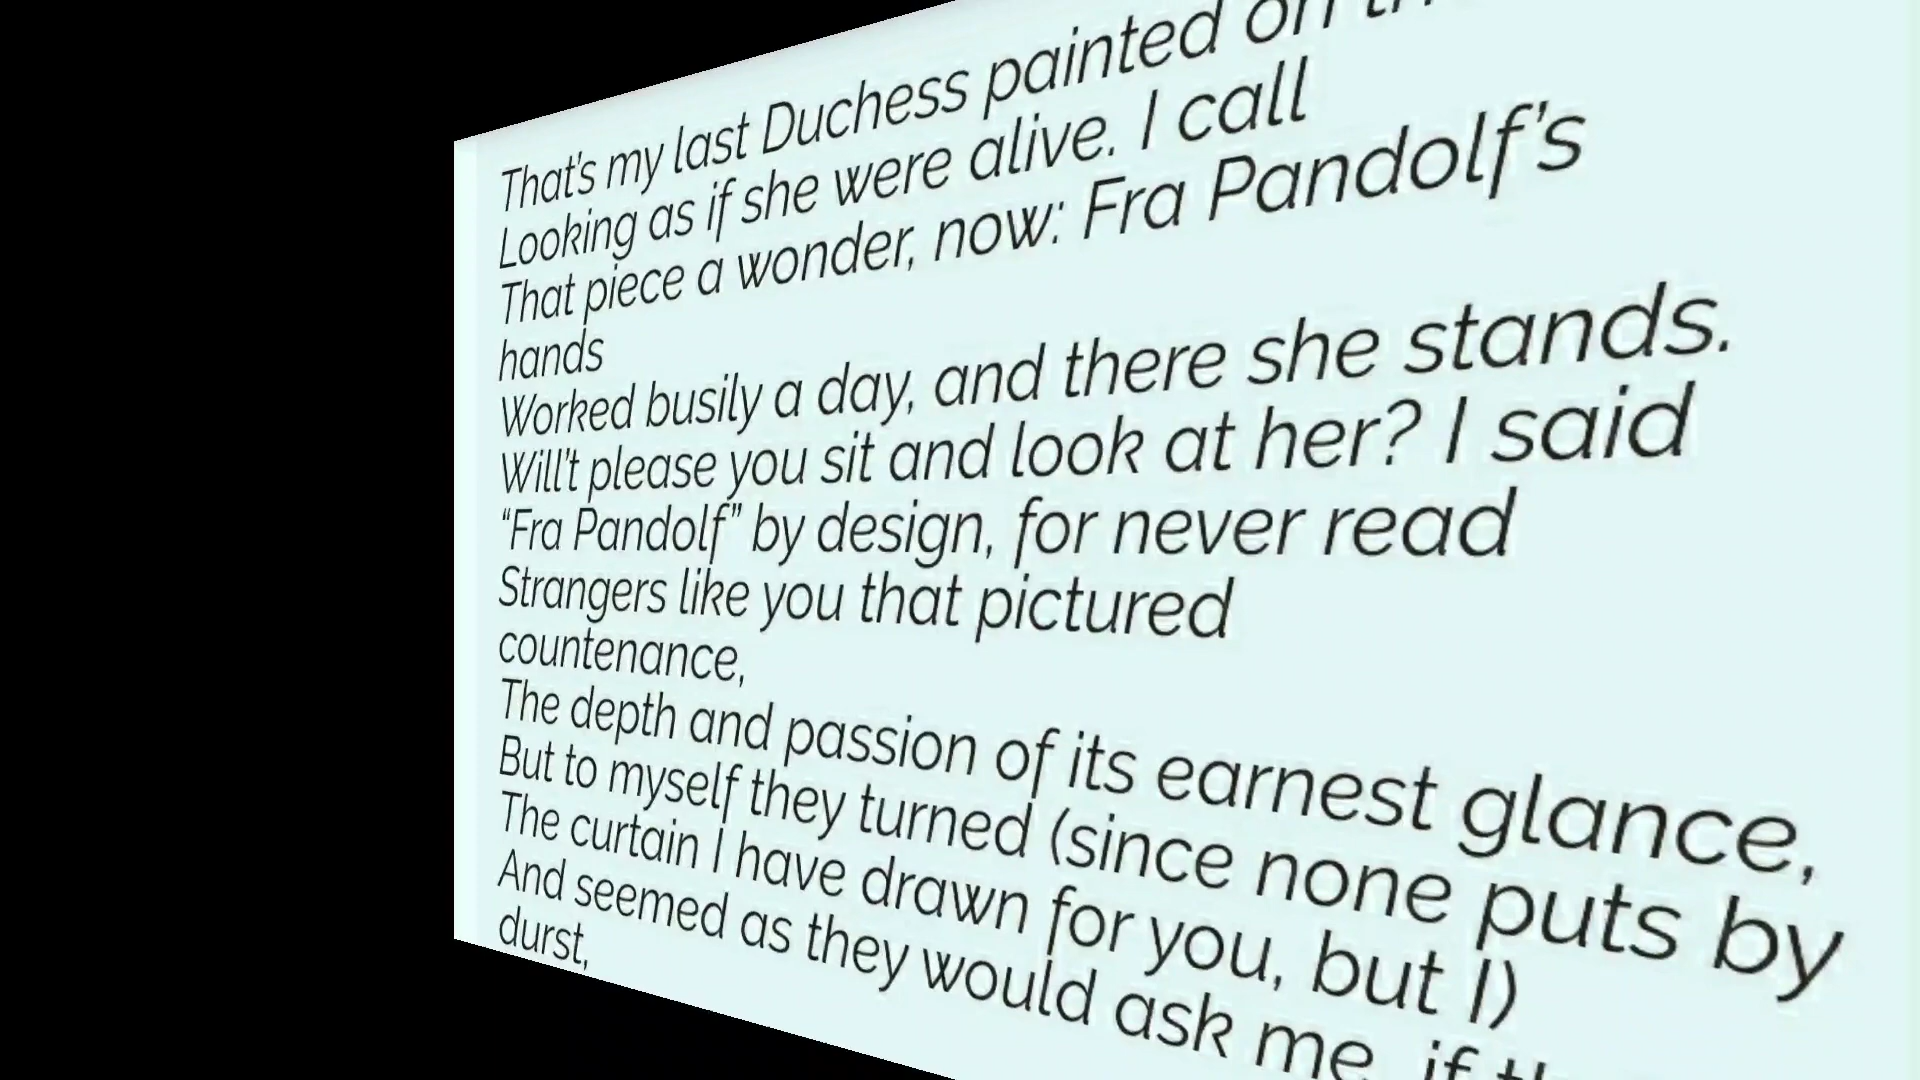 That's my last Duchess painted on
Looking as if she were alive. I call
That piece a wonder, now: Fra Pandolf's
hands
Worked busily a day, and there she stands.
Will't please you sit and look at her? I said
“Fra Pandolf” by design, for never read
Strangers like you that pictured
countenance,
The depth and passion of its earnest glance,
But to myself they turned (since none puts by
The curtain I have drawn for you, but I)
And seemed as they would ask me, if
durst,